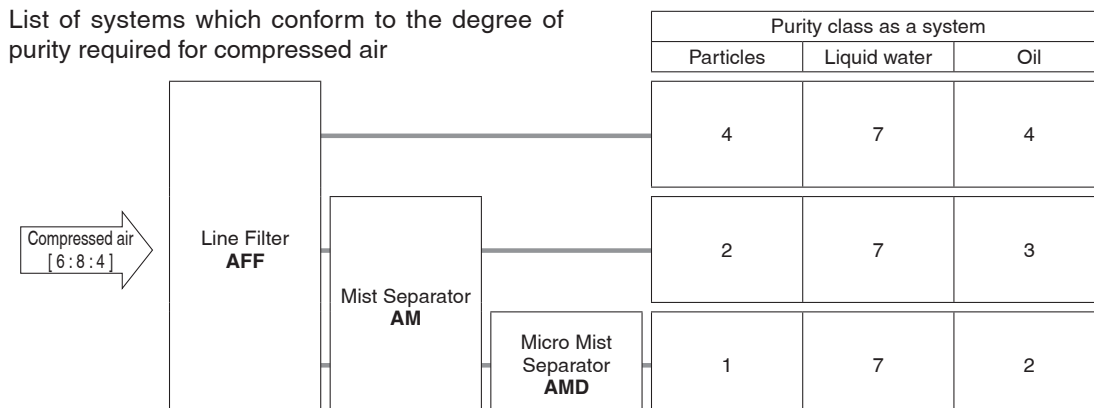 List of systems which conform to the degree of
purity required for compressed air
Purity class as a system
Particles Liquid water Oil
4 7 4
Compressed air
[ 6 : 8 : 4 ]
Line Filter
AFF
2 7 3
Mist Separator
AM
Micro Mist
Separator
AMD
1 7 2